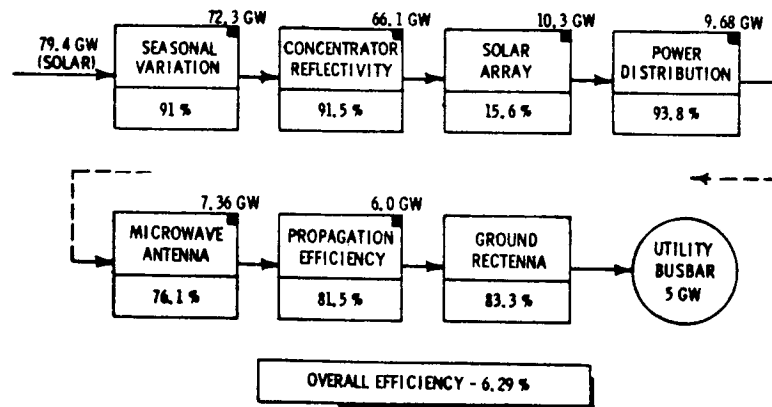 72.3 GW
66.1 GW
10.3 GW
9.68 GW
79.4 GW
(SOLAR)
SEASONAL
VARIATION
91 %
CONCENTRATOR
REFLECTIVITY
91.5 %
SOLAR
ARRAY
15.6 %
POWER
DISTRIBUTION
93.8 %
7.36 GW
6.0 GW
MICROWAVE
ANTENNA
76.1 %
PROPAGATION
EFFICIENCY
81.5 %
GROUND
RECTENNA
83.3 %
UTILITY
BUSBAR
5 GW
OVERALL EFFICIENCY - 6.29 %